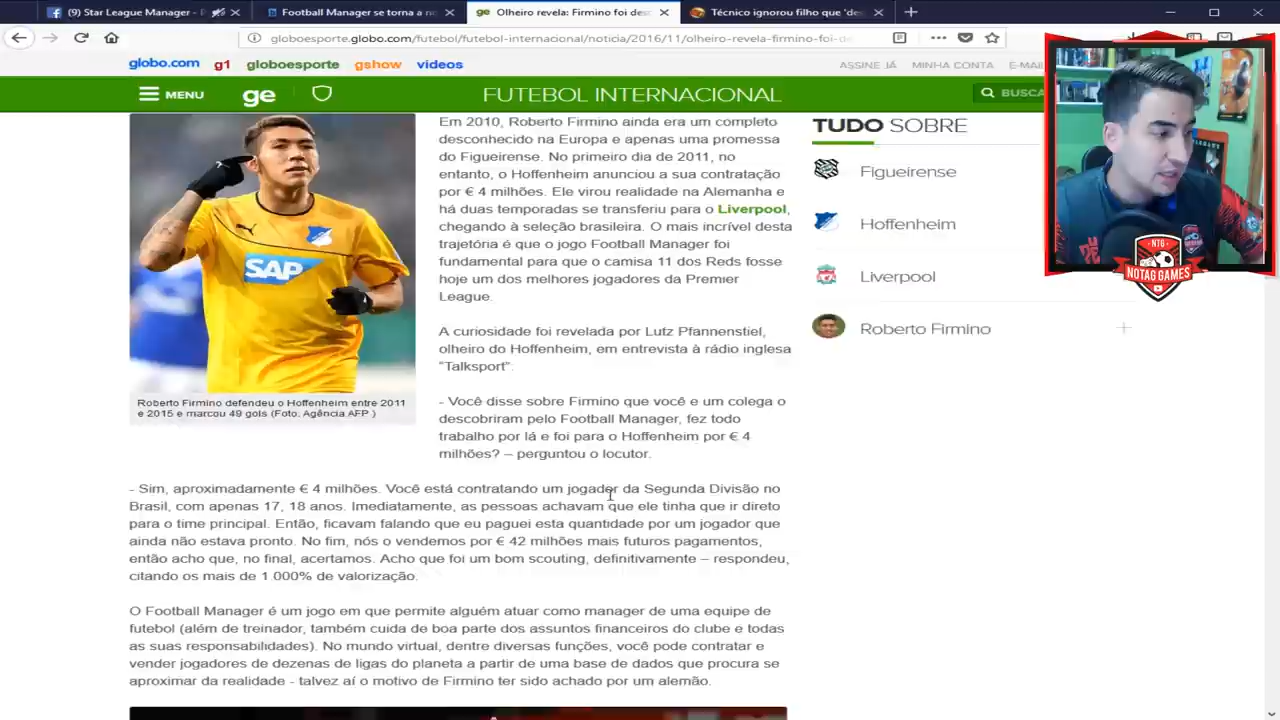 (9) Star League Manager - P
Football Manager se torna a n
Olheiro revela: Firmino foi des
Técnico ignorou filho que 'de
globoesporte.globo.com/futebol/futebol-internacional/noticia/2016/11/olheiro-revela-firmino-foi-de
globo.com g1 globoesporte gshow videos
ASSINE JÁ MINHA CONTA E-MAI
MENU ge FUTEBOL INTERNACIONAL BUSCA
Em 2010, Roberto Firmino ainda era um completo
desconhecido na Europa e apenas uma promessa
do Figueirense. No primeiro dia de 2011, no
entanto, o Hoffenheim anunciou a sua contratação
por € 4 milhões. Ele virou realidade na Alemanha e
há duas temporadas se transferiu para o Liverpool,
chegando à seleção brasileira. O mais incrível desta
trajetória é que o jogo Football Manager foi
fundamental para que o camisa 11 dos Reds fosse
hoje um dos melhores jogadores da Premier
League.
A curiosidade foi revelada por Lutz Pfannenstiel,
olheiro do Hoffenheim, em entrevista à rádio inglesa
"Talksport".
- Você disse sobre Firmino que você e um colega o
descobriram pelo Football Manager, fez todo
trabalho por lá e foi para o Hoffenheim por € 4
milhões? – perguntou o locutor.
SAP
Roberto Firmino defendeu o Hoffenheim entre 2011
e 2015 e marcou 49 gols (Foto: Agência AFP )
- Sim, aproximadamente € 4 milhões. Você está contratando um jogador da Segunda Divisão no
Brasil, com apenas 17, 18 anos. Imediatamente, as pessoas achavam que ele tinha que ir direto
para o time principal. Então, ficavam falando que eu paguei esta quantidade por um jogador que
ainda não estava pronto. No fim, nós o vendemos por € 42 milhões mais futuros pagamentos,
então acho que, no final, acertamos. Acho que foi um bom scouting, definitivamente – respondeu,
citando os mais de 1.000% de valorização.
O Football Manager é um jogo em que permite alguém atuar como manager de uma equipe de
futebol (além de treinador, também cuida de boa parte dos assuntos financeiros do clube e todas
as suas responsabilidades). No mundo virtual, dentre diversas funções, você pode contratar e
vender jogadores de dezenas de ligas do planeta a partir de uma base de dados que procura se
aproximar da realidade - talvez aí o motivo de Firmino ter sido achado por um alemão.
TUDO SOBRE
Figueirense
Hoffenheim
Liverpool
Roberto Firmino
NTG
NOTAG GAMES